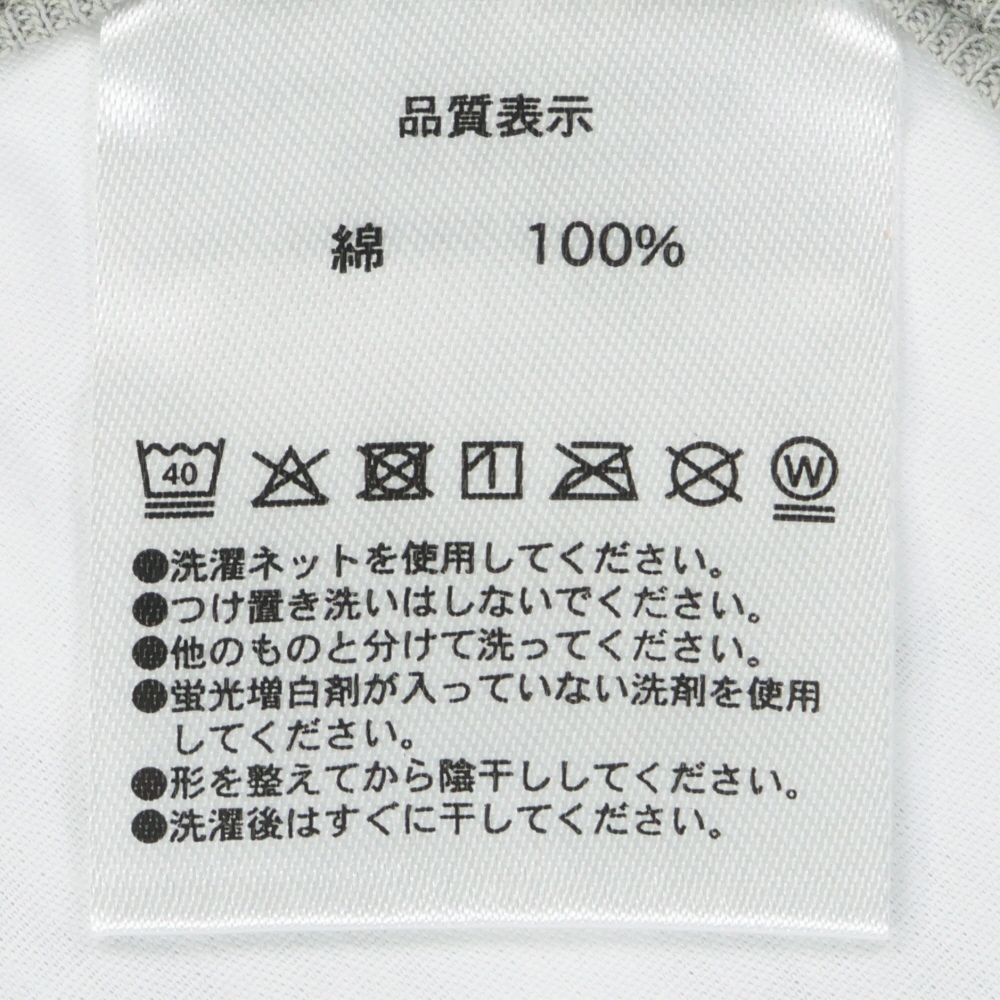 品質表示
綿 100%
40 W
●洗濯ネットを使用してください。
●つけ置き洗いはしないでください。
●他のものと分けて洗ってください。
●蛍光増白剤が入っていない洗剤を使用
してください。
●形を整えてから陰干ししてください。
●洗濯後はすぐに干してください。